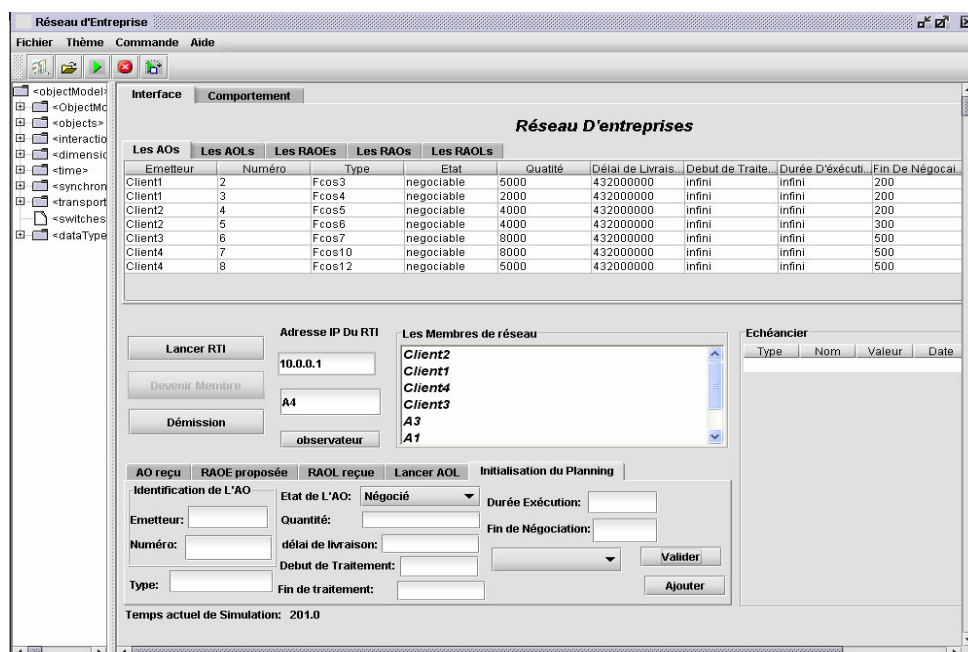 Réseau d'Entreprise
Fichier Thème Commande Aide
<objectModel>
<ObjectMo
<objects>
<interactio
<dimensio
<time>
<synchron
<transport
<switches
<dataType
Interface Comportement
Réseau D'entreprises
Les AOs Les AOLs Les RAOEs Les RAOs Les RAOLs
Emetteur Numéro Type Etat Quatité Délai de Livrais... Debut de Traite... Durée D'éxécuti... Fin De Négocai...
Client1 2 Fcos3 negociable 5000 432000000 infini infini 200
Client1 3 Fcos4 negociable 2000 432000000 infini infini 200
Client2 4 Fcos5 negociable 4000 432000000 infini infini 200
Client2 5 Fcos6 negociable 4000 432000000 infini infini 300
Client3 6 Fcos7 negociable 8000 432000000 infini infini 500
Client4 7 Fcos10 negociable 8000 432000000 infini infini 500
Client4 8 Fcos12 negociable 5000 432000000 infini infini 500
Lancer RTI
Devenir Membre
Démission
Adresse IP Du RTI
10.0.0.1
A4
observateur
Les Membres de réseau
Client2
Client1
Client4
Client3
A3
A1
Echéancier
Type Nom Valeur Date
AO reçu RAOE proposée RAOL reçue Lancer AOL Initialisation du Planning
Identification de L'AO
Emetteur:
Numéro:
Type:
Etat de L'AO: Négocié
Quantité:
délai de livraison:
Debut de Traitement:
Fin de traitement:
Durée Exécution:
Fin de Négociation:
Valider
Ajouter
Temps actuel de Simulation: 201.0